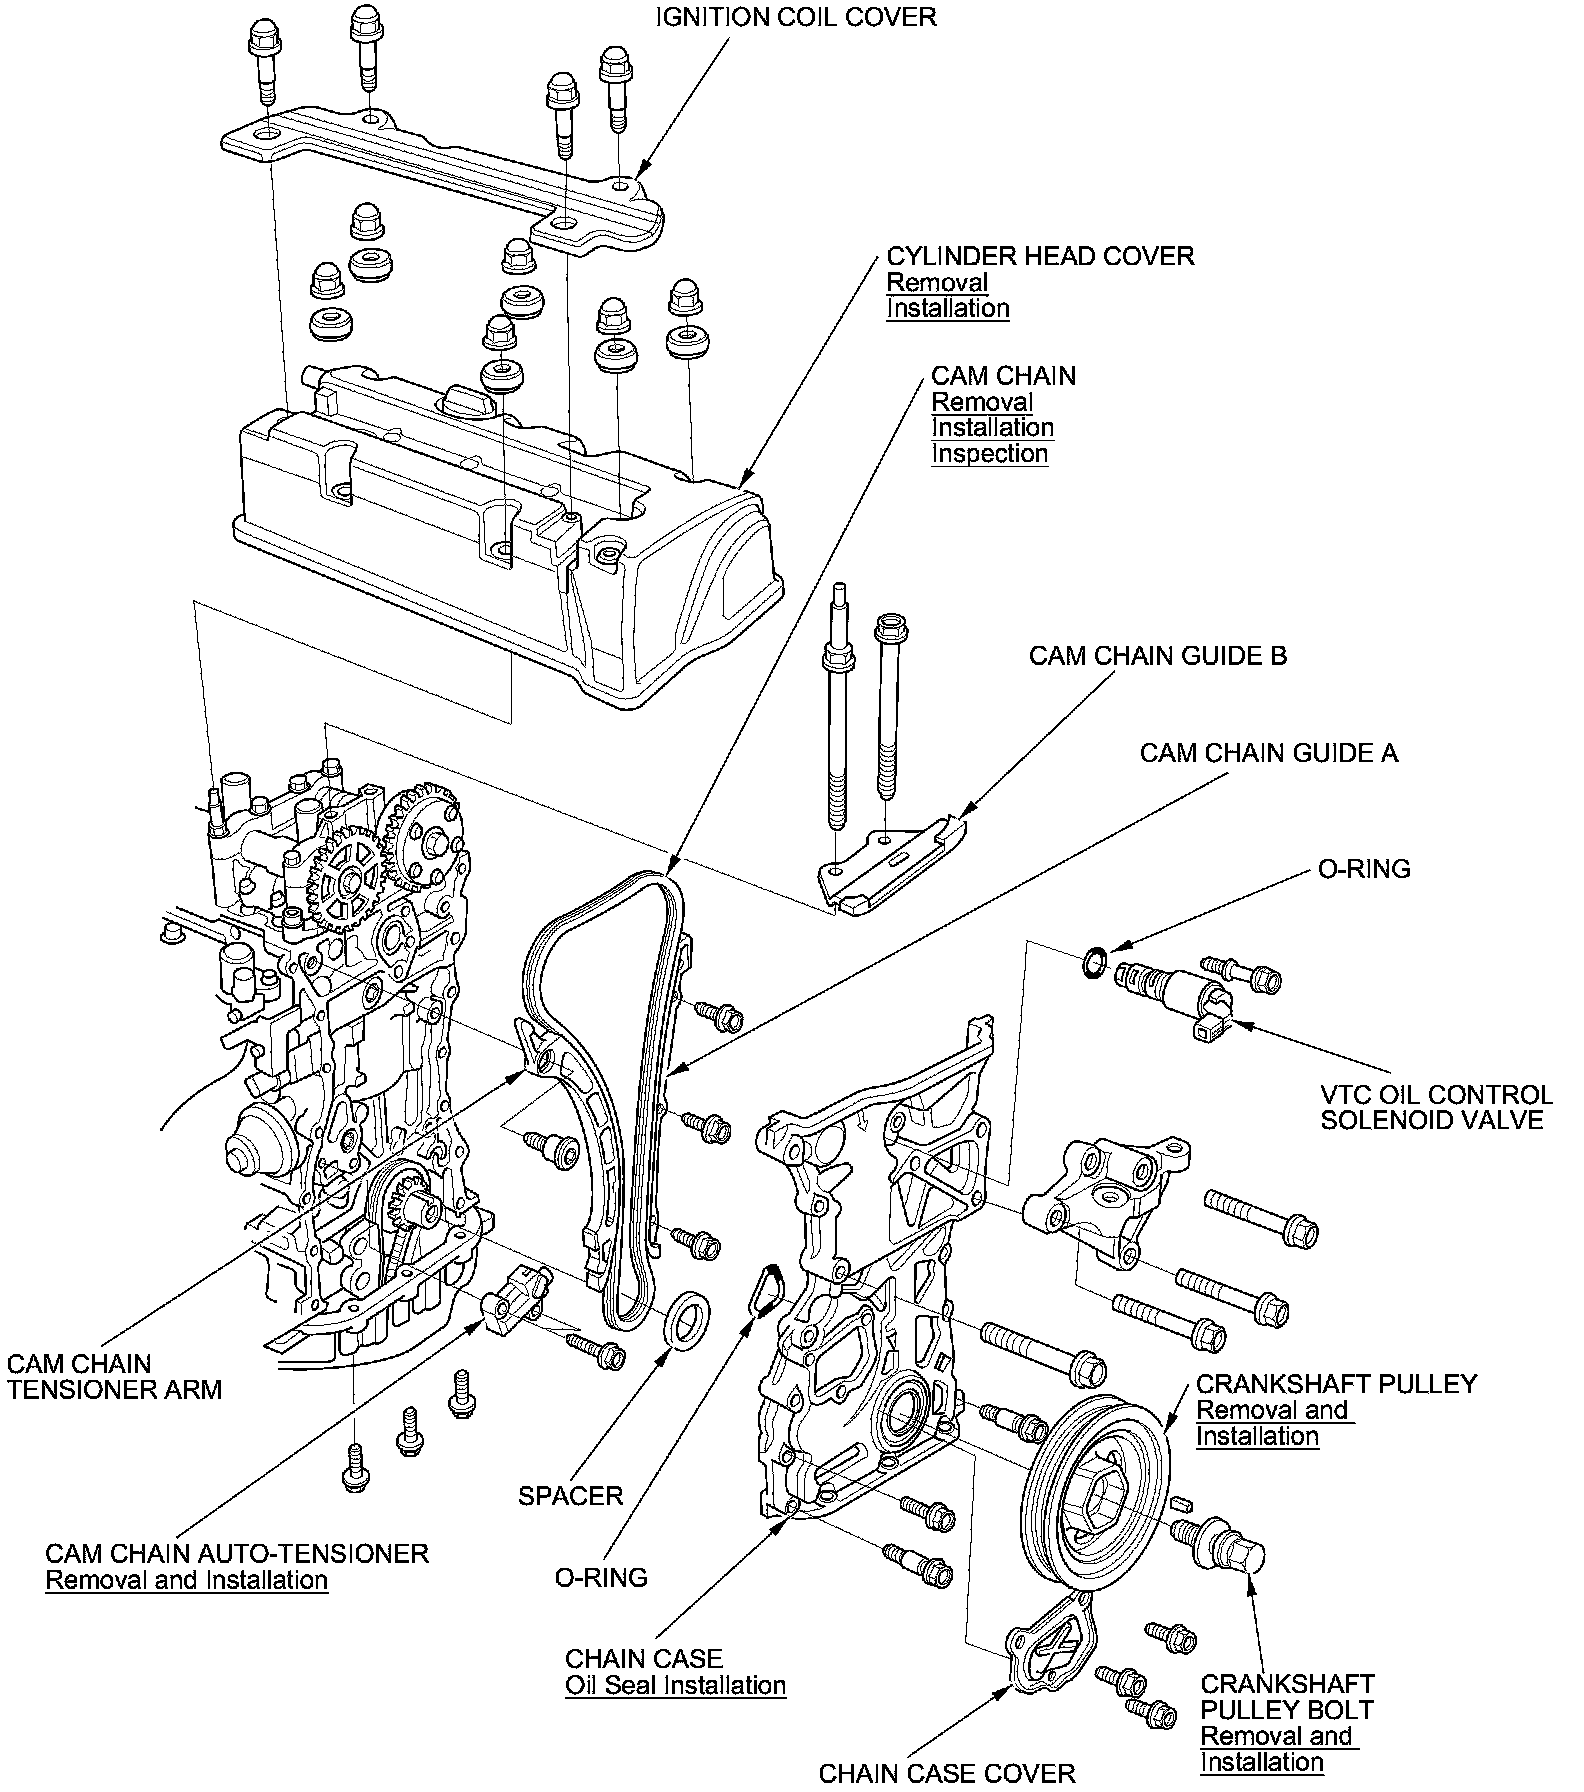 IGNITION COIL COVER
CYLINDER HEAD COVER
Removal
Installation
CAM CHAIN
Removal
Installation
Inspection
CAM CHAIN GUIDE B
CAM CHAIN GUIDE A
O-RING
VTC OIL CONTROL
SOLENOID VALVE
CAM CHAIN
TENSIONER ARM
CRANKSHAFT PULLEY
Removal and
Installation
SPACER
CAM CHAIN AUTO-TENSIONER
Removal and Installation
O-RING
CHAIN CASE
Oil Seal Installation
CRANKSHAFT
PULLEY BOLT
Removal and
Installation
CHAIN CASE COVER